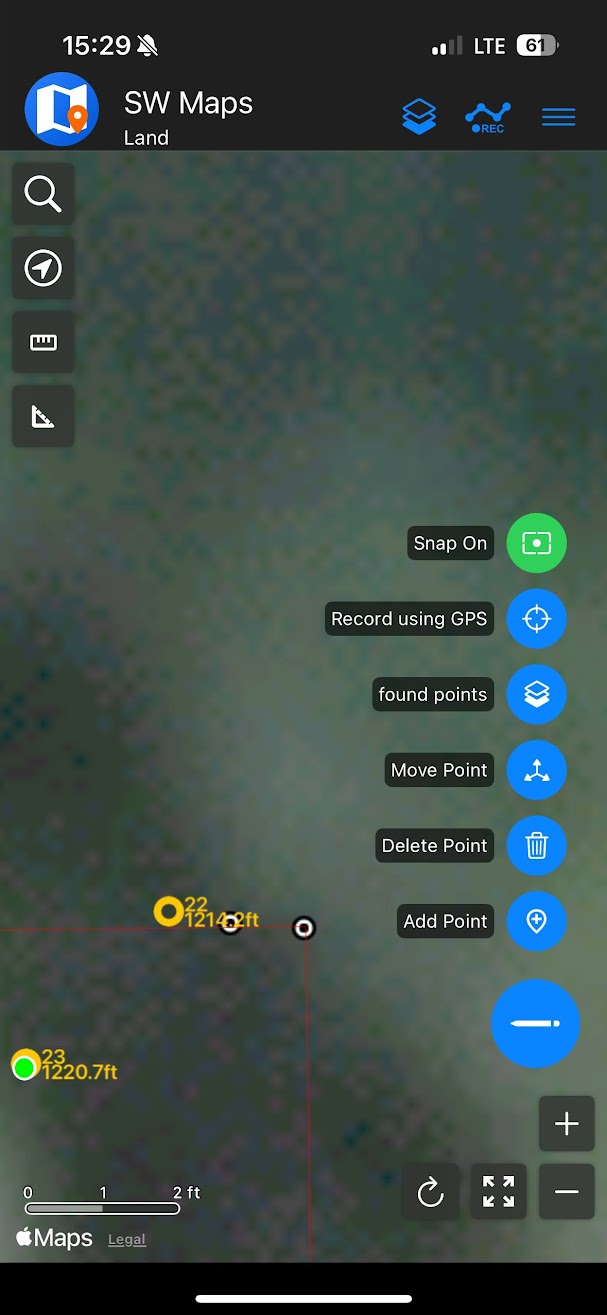 15:29
LTE
61
SW Maps
Land
REC
Snap On
Record using GPS
found points
Move Point
Delete Point
Add Point
22
1214.2ft
23
1220.7ft
0 1 2 ft
Maps Legal